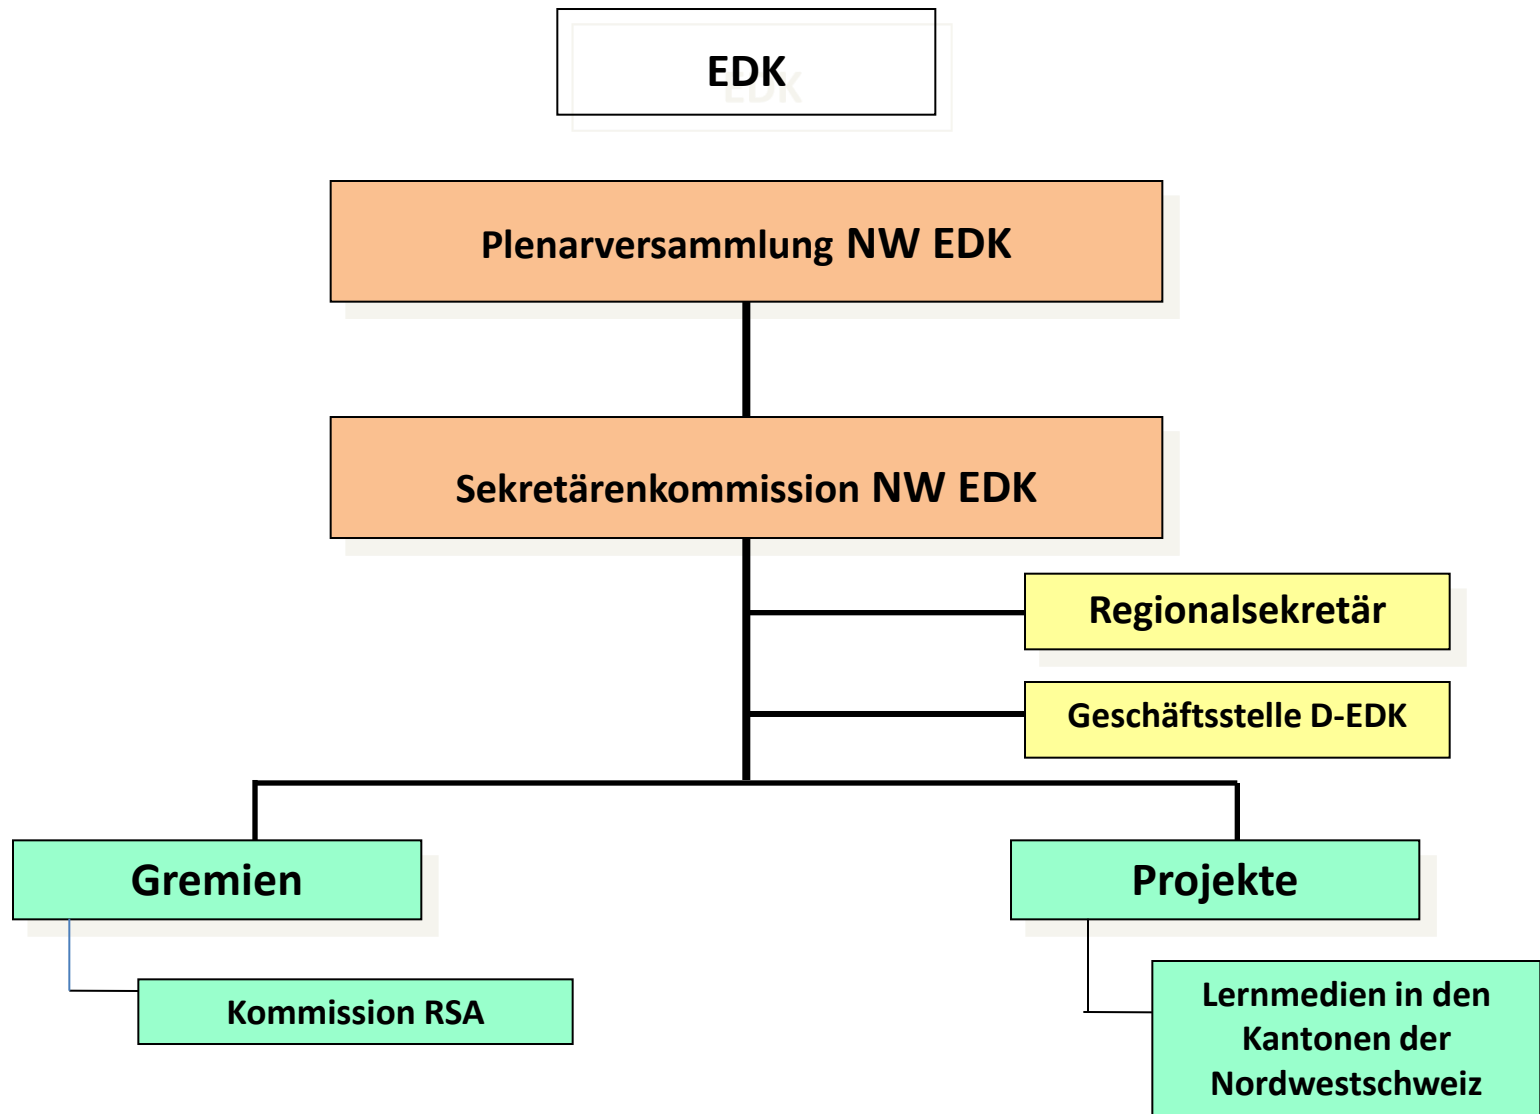 EDK
Plenarversammlung NW EDK
Sekretärenkommission NW EDK
Regionalsekretär
Geschäftsstelle D-EDK
Gremien
Projekte
Kommission RSA
Lernmedien in den
Kantonen der
Nordwestschweiz